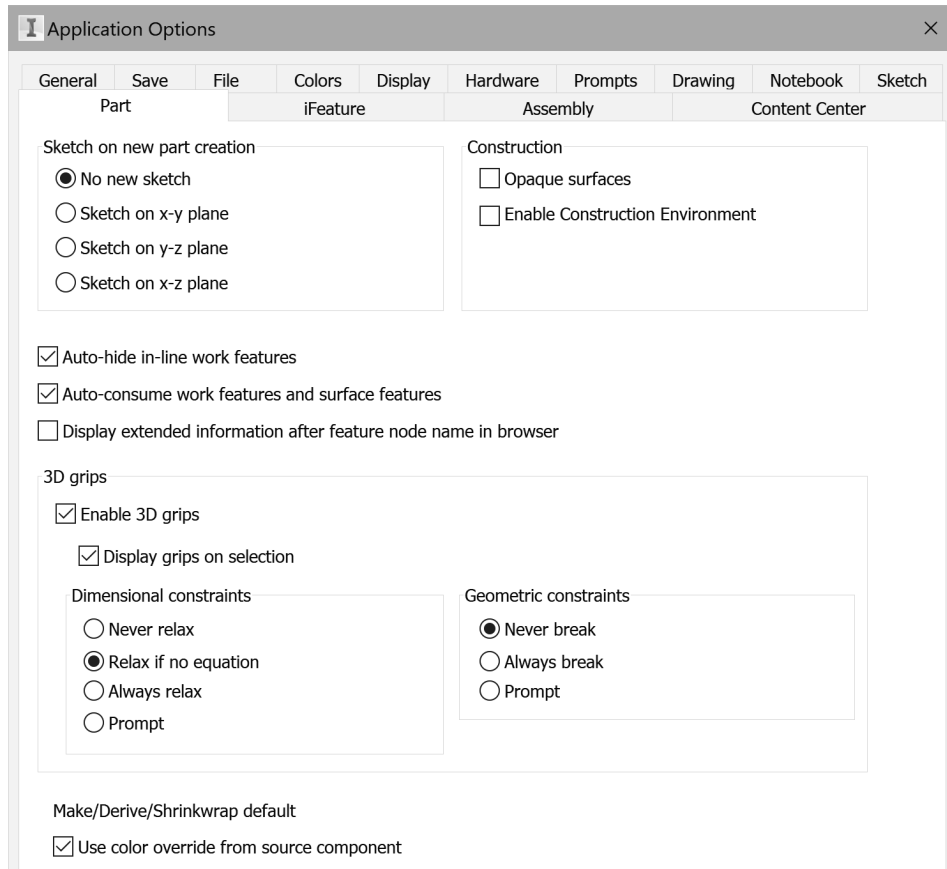 Application Options
General Save File Colors Display Hardware Prompts Drawing Notebook Sketch
Part iFeature Assembly Content Center
Sketch on new part creation
No new sketch
Sketch on x-y plane
Sketch on y-z plane
Sketch on x-z plane
Construction
Opaque surfaces
Enable Construction Environment
Auto-hide in-line work features
Auto-consume work features and surface features
Display extended information after feature node name in browser
3D grips
Enable 3D grips
Display grips on selection
Dimensional constraints
Never relax
Relax if no equation
Always relax
Prompt
Geometric constraints
Never break
Always break
Prompt
Make/Derive/Shrinkwrap default
Use color override from source component